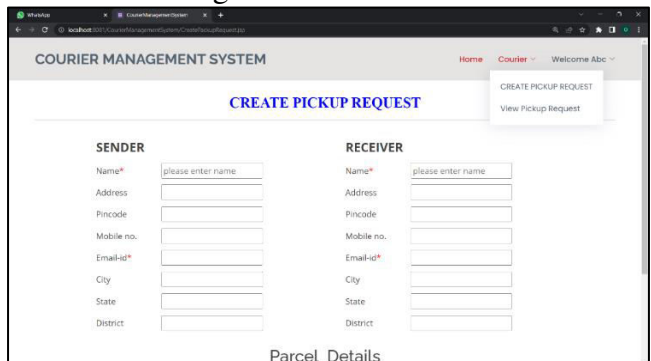 WhatsApp
CourierManagementSystem
localhost:8081/CourierManagementSystem/CreatePickupRequest.jsp
COURIER MANAGEMENT SYSTEM
Home Courier Welcome Abc
CREATE PICKUP REQUEST
View Pickup Request
CREATE PICKUP REQUEST
SENDER RECEIVER
Name* please enter name Name* please enter name
Address Address
Pincode Pincode
Mobile no. Mobile no.
Email-id* Email-id*
City City
State State
District District
Parcel Details